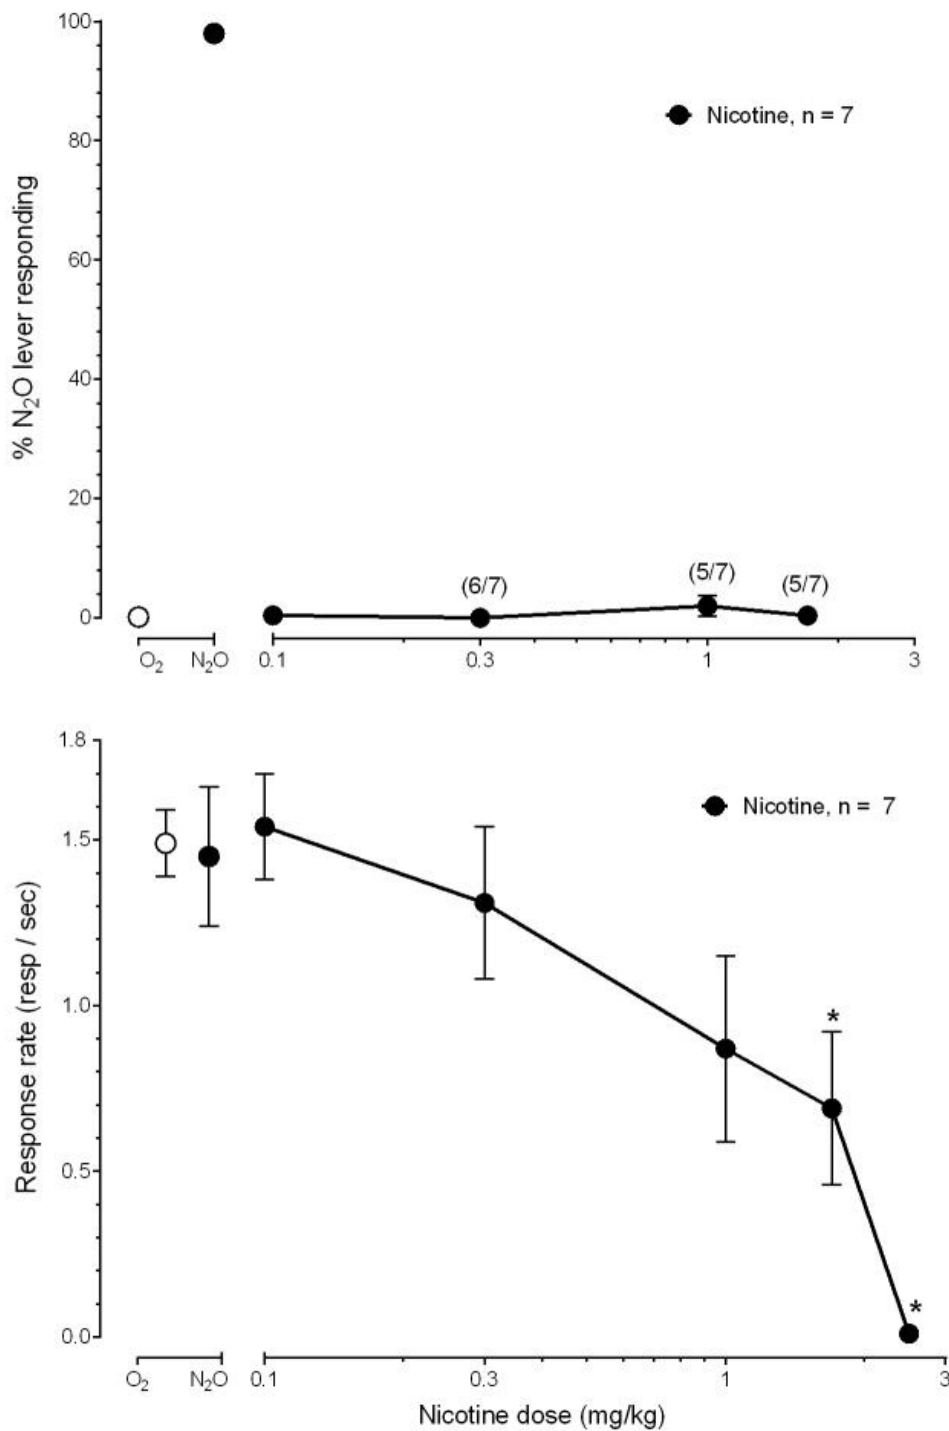 100
Nicotine, n = 7
80
60
40
20
0
% N₂O lever responding
(6/7)
(5/7)
(5/7)
O₂ N₂O 0.1 0.3 1 3
1.8
Nicotine, n = 7
1.5
1.0
0.5
0.0
Response rate (resp / sec)
*
*
O₂ N₂O 0.1 0.3 1 3
Nicotine dose (mg/kg)